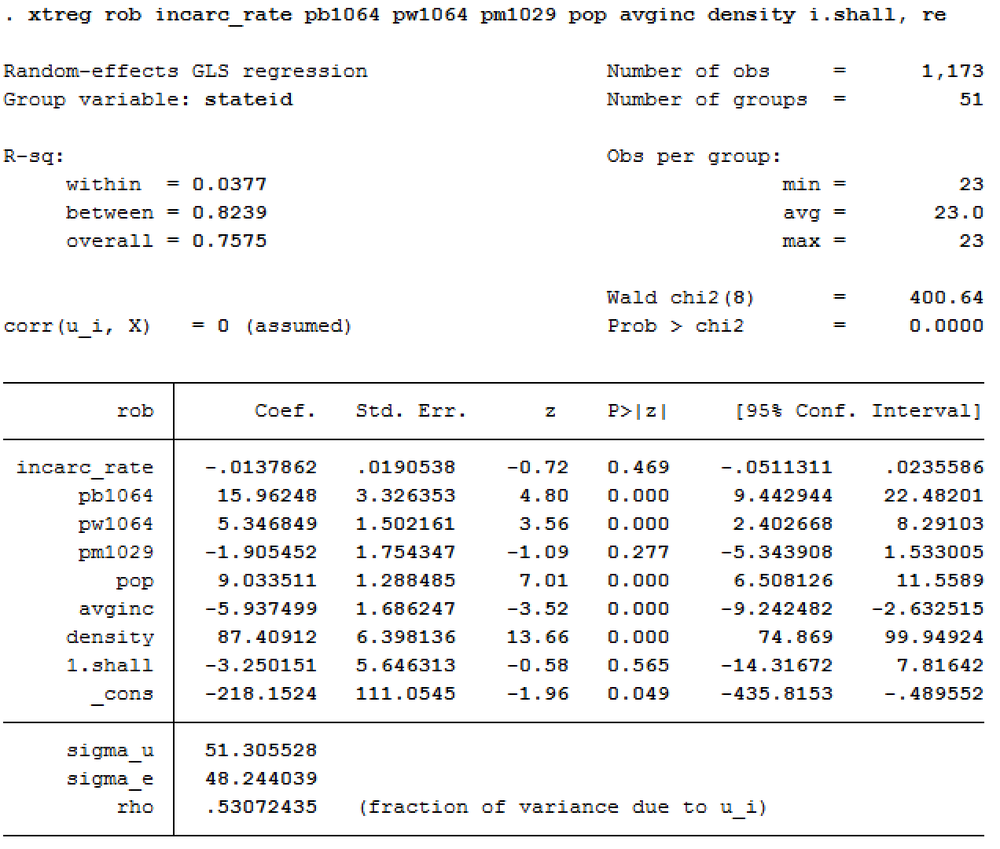 . xtreg rob incarc_rate pb1064 pw1064 pm1029 pop avginc density i.shall, re
Random-effects GLS regression Number of obs = 1,173
Group variable: stateid Number of groups = 51
R-sq: Obs per group:
within = 0.0377 min = 23
between = 0.8239 avg = 23.0
overall = 0.7575 max = 23
Wald chi2(8) = 400.64
corr(u_i, X) = 0 (assumed) Prob > chi2 = 0.0000
rob Coef. Std. Err. z P>|z| [95% Conf. Interval]
incarc_rate -.0137862 .0190538 -0.72 0.469 -.0511311 .0235586
pb1064 15.96248 3.326353 4.80 0.000 9.442944 22.48201
pw1064 5.346849 1.502161 3.56 0.000 2.402668 8.29103
pm1029 -1.905452 1.754347 -1.09 0.277 -5.343908 1.533005
pop 9.033511 1.288485 7.01 0.000 6.508126 11.5589
avginc -5.937499 1.686247 -3.52 0.000 -9.242482 -2.632515
density 87.40912 6.398136 13.66 0.000 74.869 99.94924
1.shall -3.250151 5.646313 -0.58 0.565 -14.31672 7.81642
_cons -218.1524 111.0545 -1.96 0.049 -435.8153 -.489552
sigma_u 51.305528
sigma_e 48.244039
rho .53072435 (fraction of variance due to u_i)